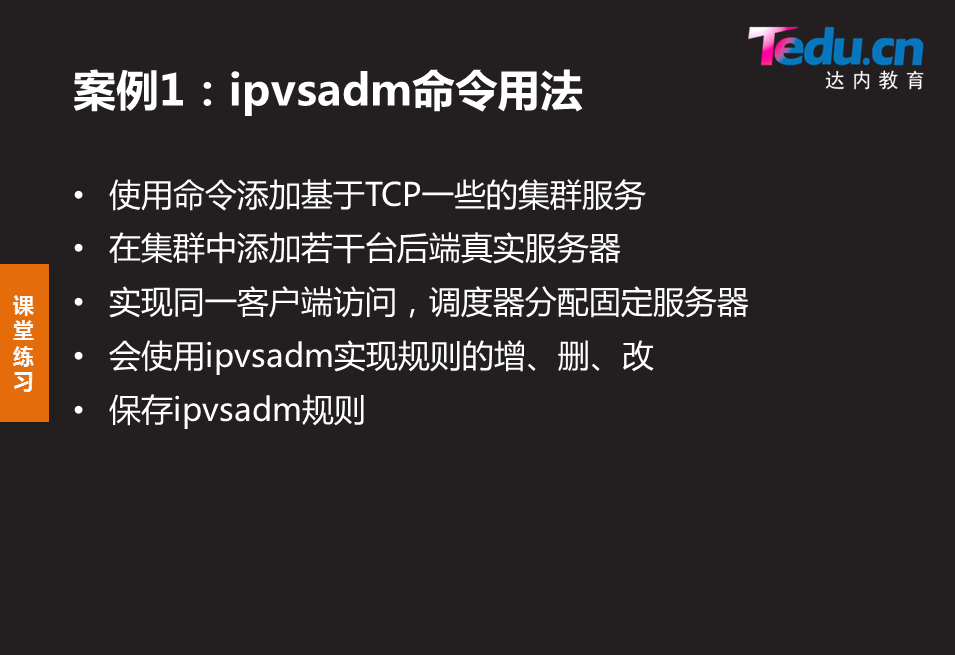 Tedu.cn
达内教育
案例1：ipvsadm命令用法
• 使用命令添加基于TCP一些的集群服务
• 在集群中添加若干台后端真实服务器
• 实现同一客户端访问，调度器分配固定服务器
• 会使用ipvsadm实现规则的增、删、改
• 保存ipvsadm规则
课堂练习